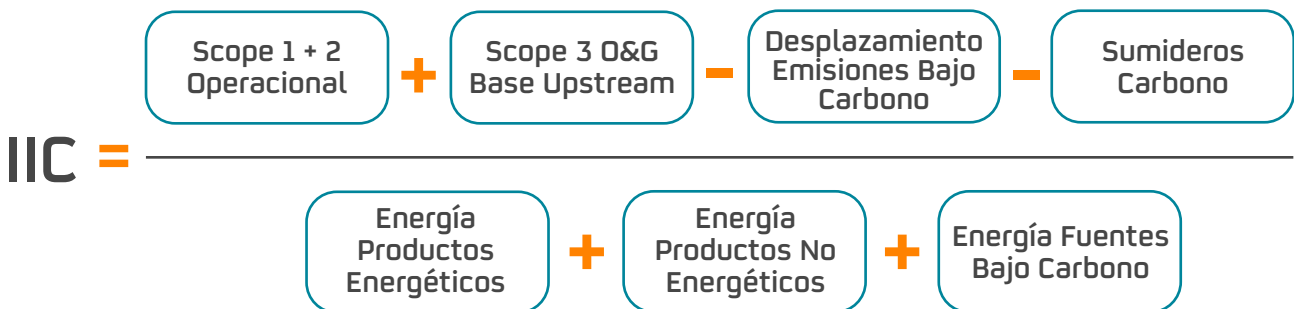 Scope 1 + 2
Operacional
+
Scope 3 O&G
Base Upstream
-
Desplazamiento
Emisiones Bajo
Carbono
-
Sumideros
Carbono
IIC =
Energía
Productos
Energéticos
+
Energía
Productos No
Energéticos
+
Energía Fuentes
Bajo Carbono